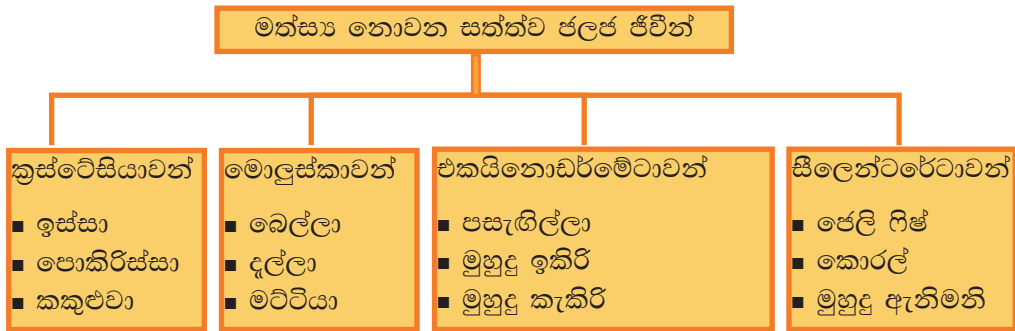 මත්ස්‍ය නොවන සත්ත්ව ජලජ ජීවීන්
ක්‍රස්ටේසියාවන්
■ ඉස්සා
■ පොකිරිස්සා
■ කකුළුවා
මොලුස්කාවන්
■ බෙල්ලා
■ දැල්ලා
■ මට්ටියා
එකයිනොඩර්මේටාවන්
■ පසැඟිල්ලා
■ මුහුදු ඉකිරි
■ මුහුදු කැකිරි
සීලෙන්ටරේටාවන්
■ ජෙලි ෆිෂ්
■ කොරල්
■ මුහුදු ඇනිමනි